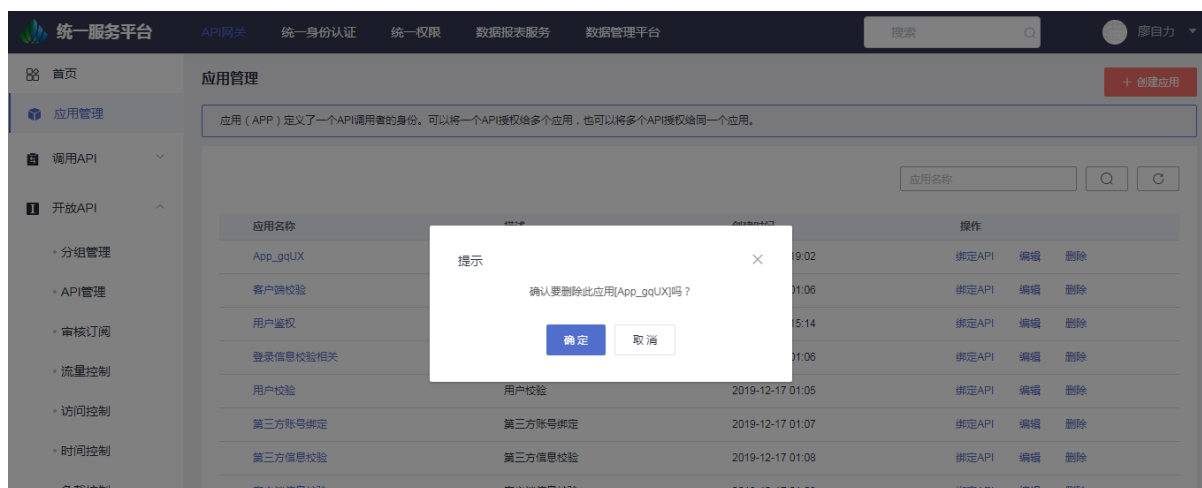 统一服务平台 API网关 统一身份认证 统一权限 数据报表服务 数据管理平台 搜索 廖自力
首页
应用管理 + 创建应用
应用管理
应用（APP）定义了一个API调用者的身份。可以将一个API授权给多个应用，也可以将多个API授权给同一个应用。
调用API
应用名称
开放API
应用名称 操作
分组管理 App_gqUX 19:02 绑定API 编辑 删除
提示
API管理 客户端校验 确认要删除此应用[App_gqUX]吗？ 01:06 绑定API 编辑 删除
审核订阅 用户鉴权 15:14 绑定API 编辑 删除
确定 取消
登录信息校验相关 01:06 绑定API 编辑 删除
流量控制
用户校验 用户校验 2019-12-17 01:05 绑定API 编辑 删除
访问控制
第三方账号绑定 第三方账号绑定 2019-12-17 01:07 绑定API 编辑 删除
时间控制
第三方信息校验 第三方信息校验 2019-12-17 01:08 绑定API 编辑 删除